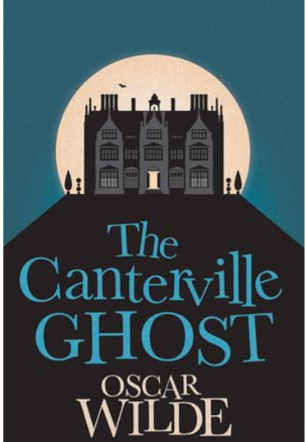 The
Canterville
GHOST
OSCAR
WILDE